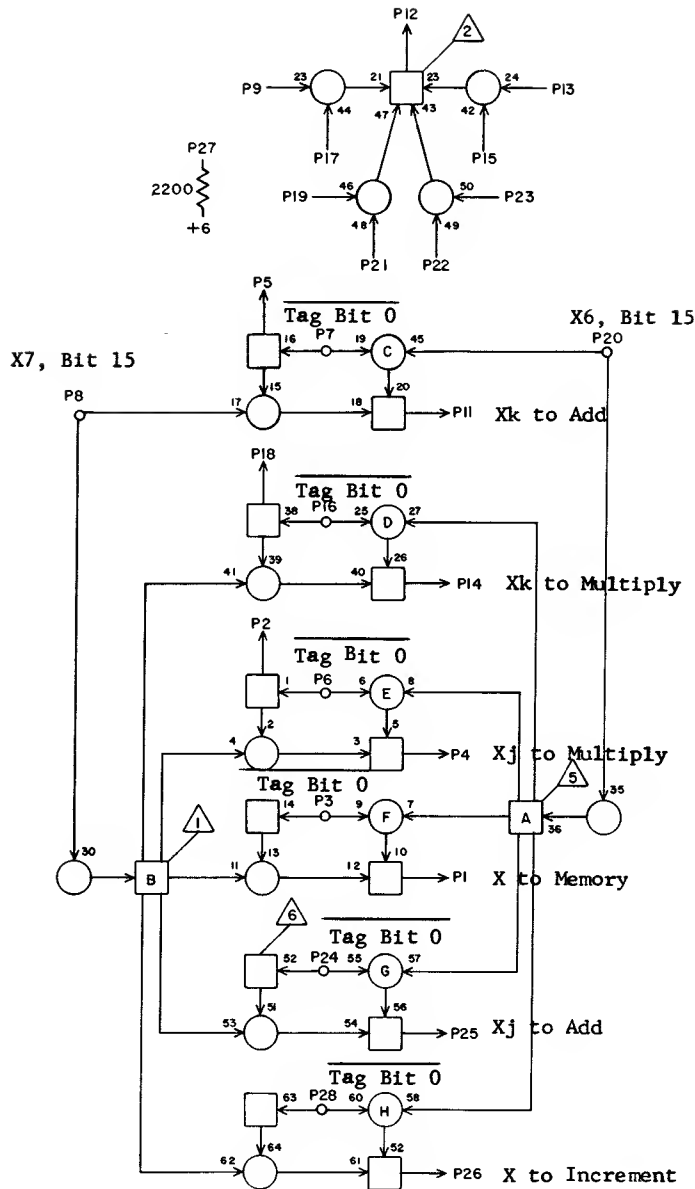 P12
2
P9 23 21 23 24 P13
44 47 43 42
P17 P15
P27
2200
+6
P19 46 50 P23
48 49
P21 P22
P5
Tag Bit 0
X6, Bit 15
P7
P20
16 19 C 45
X7, Bit 15
P8
15 20
17 18 P11 Xk to Add
P18
Tag Bit 0
P16
38 25 D 27
39 26
41 40 P14 Xk to Multiply
P2
Tag Bit 0
P6
1 6 E 8
2 5
4 3 P4 Xj to Multiply
5
Tag Bit 0
P3
14 9 F 7 A 36 35
1
13 10
30 B 11 12 P1 X to Memory
6
Tag Bit 0
P24
52 55 G 57
51 56
53 54 P25 Xj to Add
Tag Bit 0
P28
63 60 H 58
64 52
62 61 P26 X to Increment